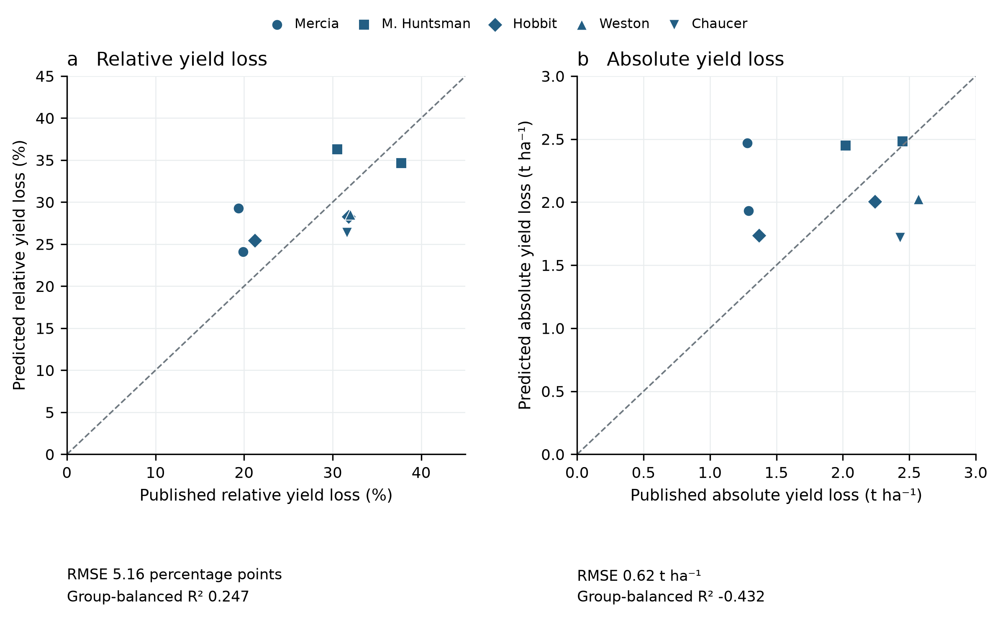 Mercia M. Huntsman Hobbit Weston Chaucer
a Relative yield loss
45
40
35
30
25
20
15
10
5
0
Predicted relative yield loss (%)
0 10 20 30 40
Published relative yield loss (%)
RMSE 5.16 percentage points
Group-balanced R² 0.247
b Absolute yield loss
3.0
2.5
2.0
1.5
1.0
0.5
0.0
Predicted absolute yield loss (t ha⁻¹)
0.0 0.5 1.0 1.5 2.0 2.5 3.0
Published absolute yield loss (t ha⁻¹)
RMSE 0.62 t ha⁻¹
Group-balanced R² -0.432